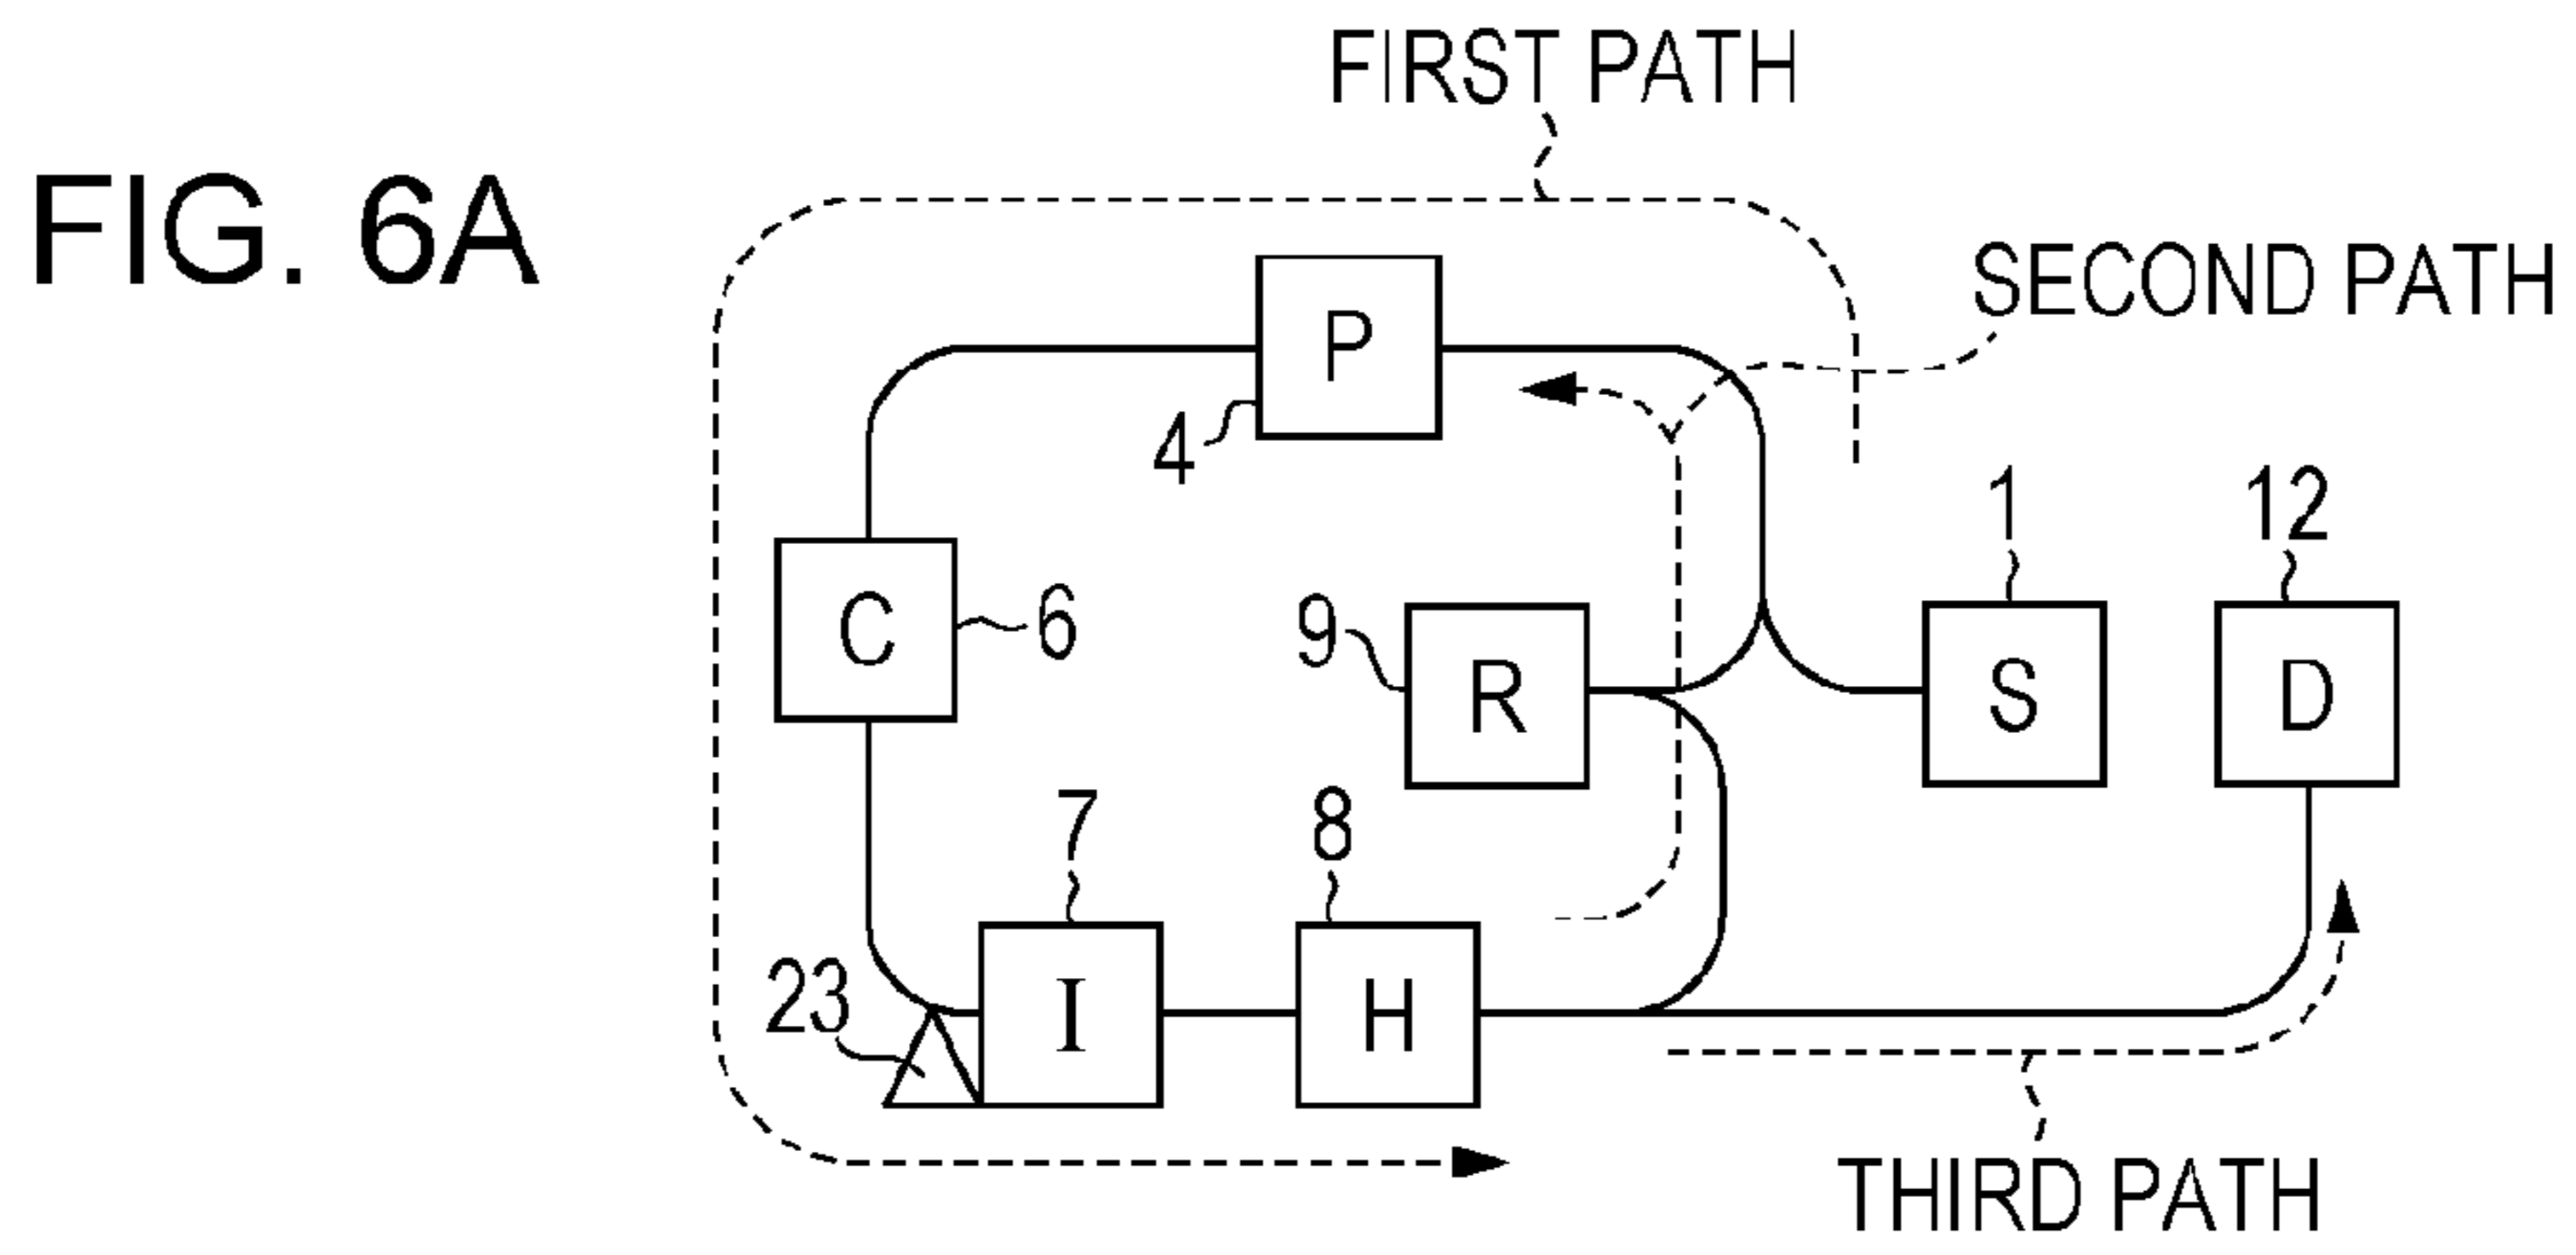 FIRST PATH
FIG. 6A
SECOND PATH
P
4
1
12
C
6
9
R
S
D
7
8
23
I
H
THIRD PATH